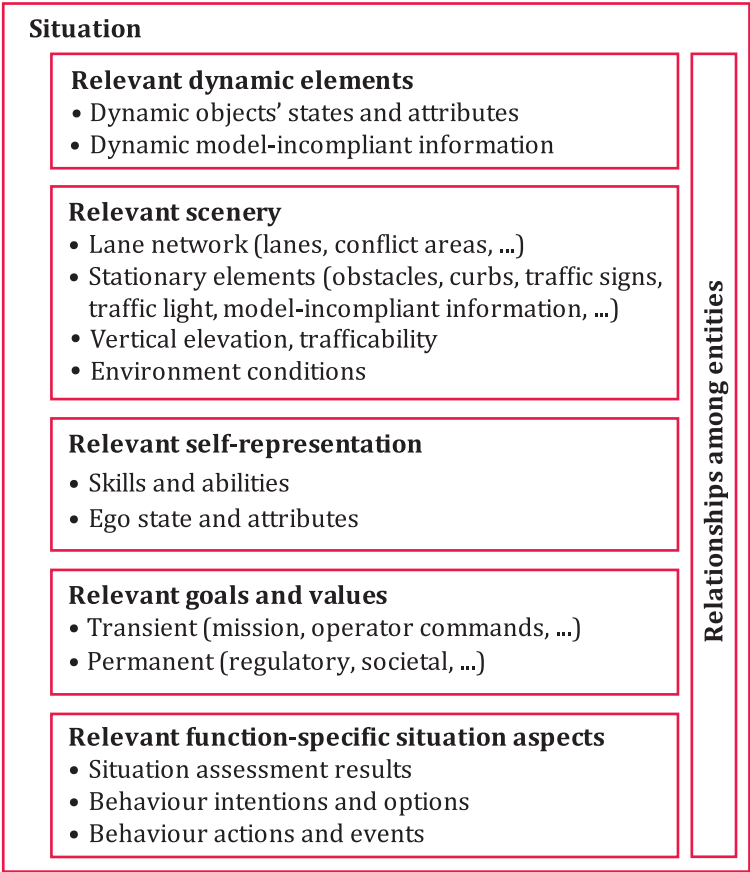 Situation
Relevant dynamic elements
• Dynamic objects’ states and attributes
• Dynamic model-incompliant information
Relevant scenery
• Lane network (lanes, conflict areas, ...)
• Stationary elements (obstacles, curbs, traffic signs,
traffic light, model-incompliant information, ...)
• Vertical elevation, trafficability
• Environment conditions
Relevant self-representation
• Skills and abilities
• Ego state and attributes
Relevant goals and values
• Transient (mission, operator commands, ...)
• Permanent (regulatory, societal, ...)
Relevant function-specific situation aspects
• Situation assessment results
• Behaviour intentions and options
• Behaviour actions and events
Relationships among entities